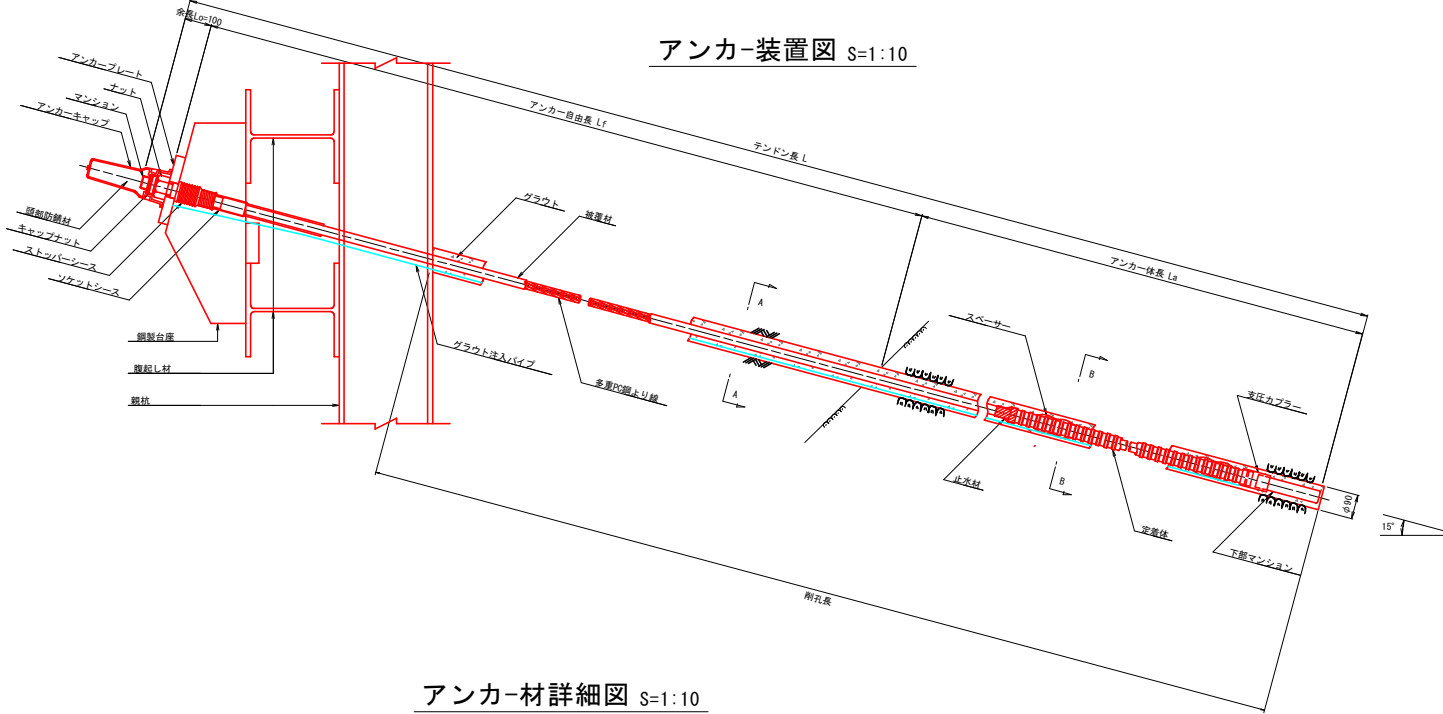 余長Lo=100
アンカ-装置図 S=1:10
アンカープレート
ナット
マンション
アンカーキャップ
アンカー自由長 Lf
テンドン長 L
頭部防錆材
キャップナット
ストッパーシース
ソケットシース
グラウト
被覆材
アンカー体長 La
A
スペーサー
鋼製台座
腹起し材
親杭
グラウト注入パイプ
多重PC鋼より線
A
B
支圧カプラー
止水材
B
定着体
下部マンション
φ90
15°
削孔長
アンカ-材詳細図 S=1:10